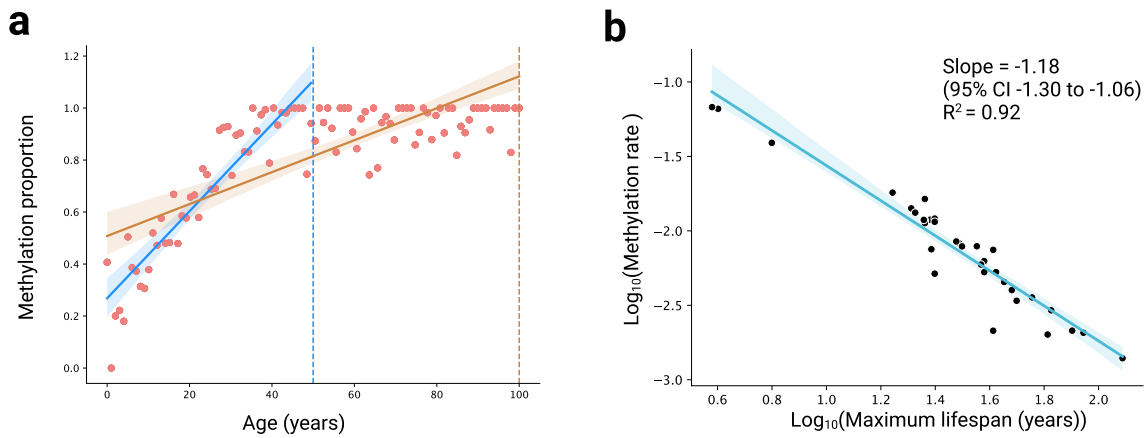 a
Methylation proportion
1.2
1.0
0.8
0.6
0.4
0.2
0.0
0
20
40
60
80
100
Age (years)
b
Log₁₀(Methylation rate )
−1.0
−1.5
−2.0
−2.5
−3.0
Slope = -1.18
(95% CI -1.30 to -1.06)
R² = 0.92
0.6
0.8
1.0
1.2
1.4
1.6
1.8
2.0
Log₁₀(Maximum lifespan (years))